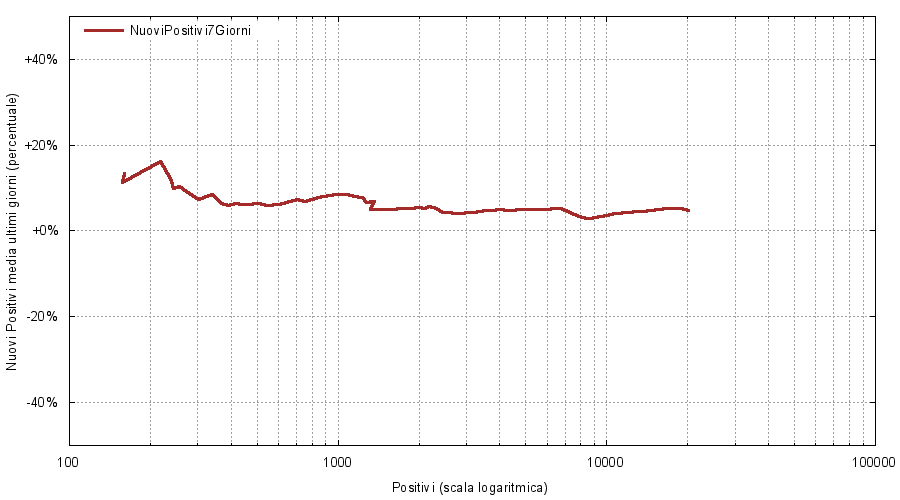 NuoviPositivi7Giorni
+40%
+20%
+0%
-20%
-40%
Nuovi Positivi media ultimi giorni (percentuale)
100 1000 10000 100000
Positivi (scala logaritmica)